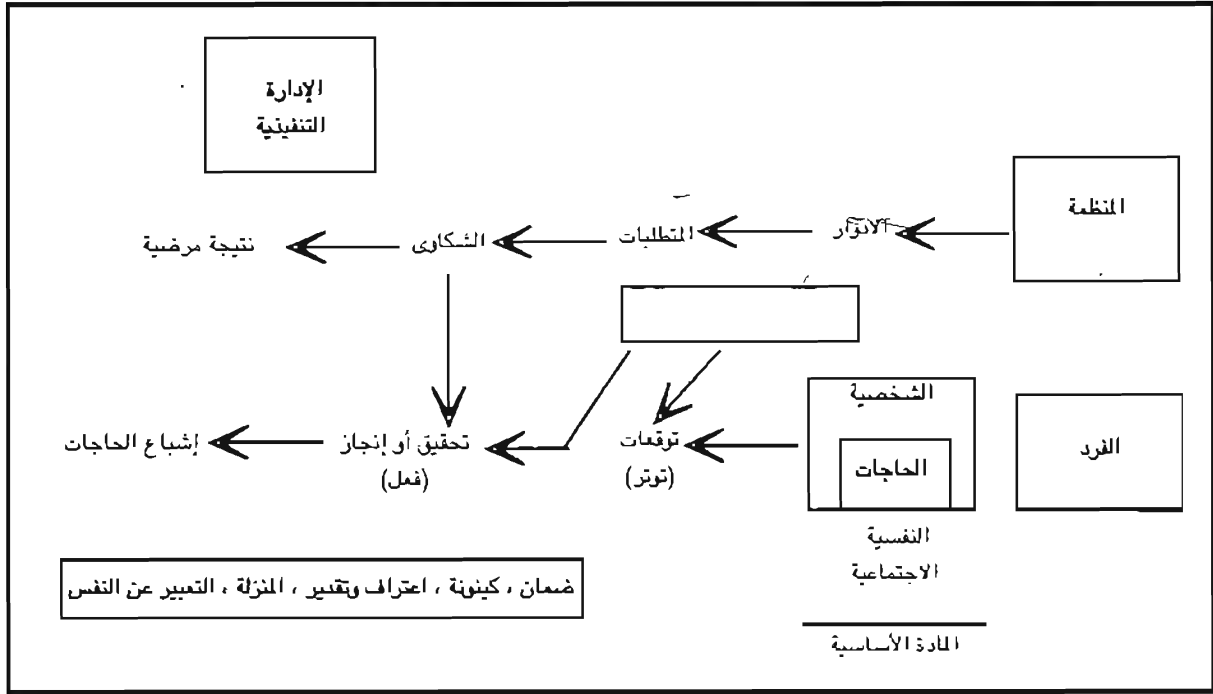 الإدارة
التنفيذية
المنظمة
الأدوار
المتطلبات
الشكاوى
نتيجة مرضية
الفرد
الشخصية
الحاجات
توقعات
(توتر)
تحقيق أو إنجاز
(فعل)
إشباع الحاجات
النفسية
الاجتماعية
المادة الأساسية
ضمان ، كينونة ، اعتراف وتقدير ، المنزلة ، التعبير عن النفس